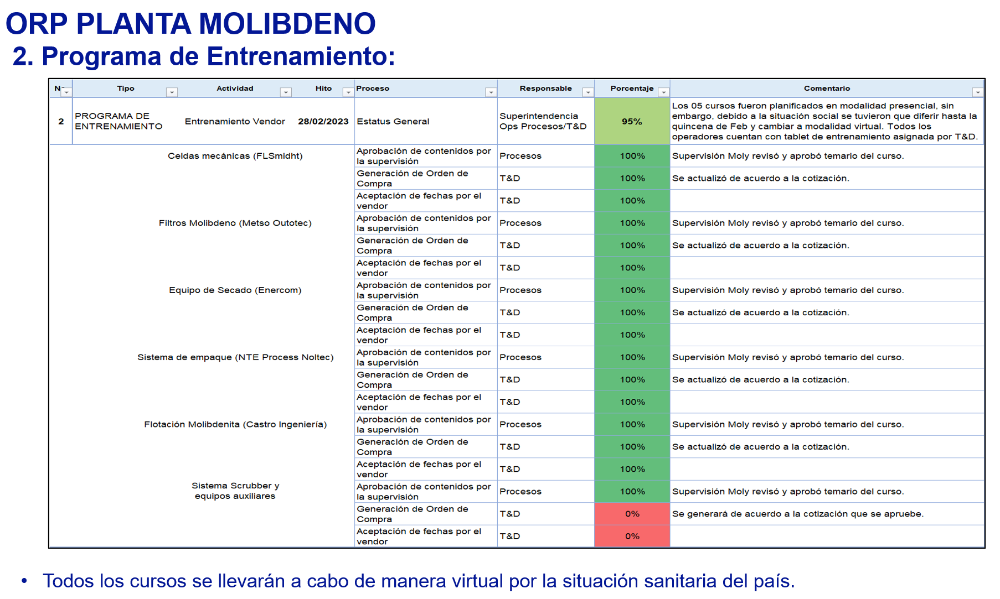 ORP PLANTA MOLIBDENO
2. Programa de Entrenamiento:
Tipo Actividad Hito Proceso Responsable Porcentaje Comentario
2 PROGRAMA DE ENTRENAMIENTO Entrenamiento Vendor 28/02/2023 Estatus General Superintendencia Ops Procesos/T&D 95% Los 05 cursos fueron planificados en modalidad presencial, sin
embargo, debido a la situación social se tuvieron que diferir hasta la
quincena de Feb y cambiar a modalidad virtual. Todos los
operadores cuentan con tablet de entrenamiento asignada por T&D.
Celdas mecánicas (FLSmidht) Aprobación de contenidos por la supervisión Procesos 100% Supervisión Moly revisó y aprobó temario del curso.
Generación de Orden de Compra T&D 100% Se actualizó de acuerdo a la cotización.
Aceptación de fechas por el vendor T&D 100%
Filtros Molibdeno (Metso Outotec) Aprobación de contenidos por la supervisión Procesos 100% Supervisión Moly revisó y aprobó temario del curso.
Generación de Orden de Compra T&D 100% Se actualizó de acuerdo a la cotización.
Aceptación de fechas por el vendor T&D 100%
Equipo de Secado (Enercom) Aprobación de contenidos por la supervisión Procesos 100% Supervisión Moly revisó y aprobó temario del curso.
Generación de Orden de Compra T&D 100% Se actualizó de acuerdo a la cotización.
Aceptación de fechas por el vendor T&D 100%
Sistema de empaque (NTE Process Noltec) Aprobación de contenidos por la supervisión Procesos 100% Supervisión Moly revisó y aprobó temario del curso.
Generación de Orden de Compra T&D 100% Se actualizó de acuerdo a la cotización.
Aceptación de fechas por el vendor T&D 100%
Flotación Molibdenita (Castro Ingeniería) Aprobación de contenidos por la supervisión Procesos 100% Supervisión Moly revisó y aprobó temario del curso.
Generación de Orden de Compra T&D 100% Se actualizó de acuerdo a la cotización.
Aceptación de fechas por el vendor T&D 100%
Sistema Scrubber y equipos auxiliares Aprobación de contenidos por la supervisión Procesos 100% Supervisión Moly revisó y aprobó temario del curso.
Generación de Orden de Compra T&D 0% Se generará de acuerdo a la cotización que se apruebe.
Aceptación de fechas por el vendor T&D 0%
• Todos los cursos se llevarán a cabo de manera virtual por la situación sanitaria del país.